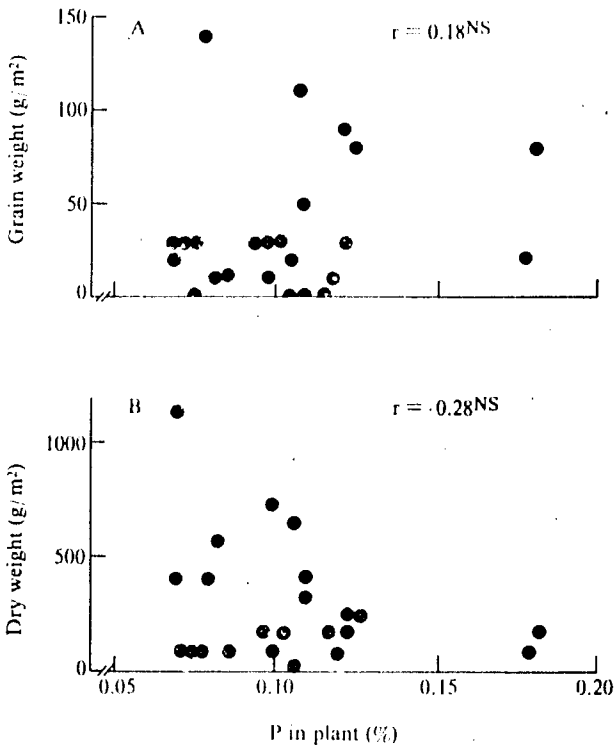 A
r = 0.18NS
150
100
50
0
Grain weight (g/m²)
B
r = -0.28NS
1000
500
0
Dry weight (g/m²)
0.05
0.10
0.15
0.20
P in plant (%)